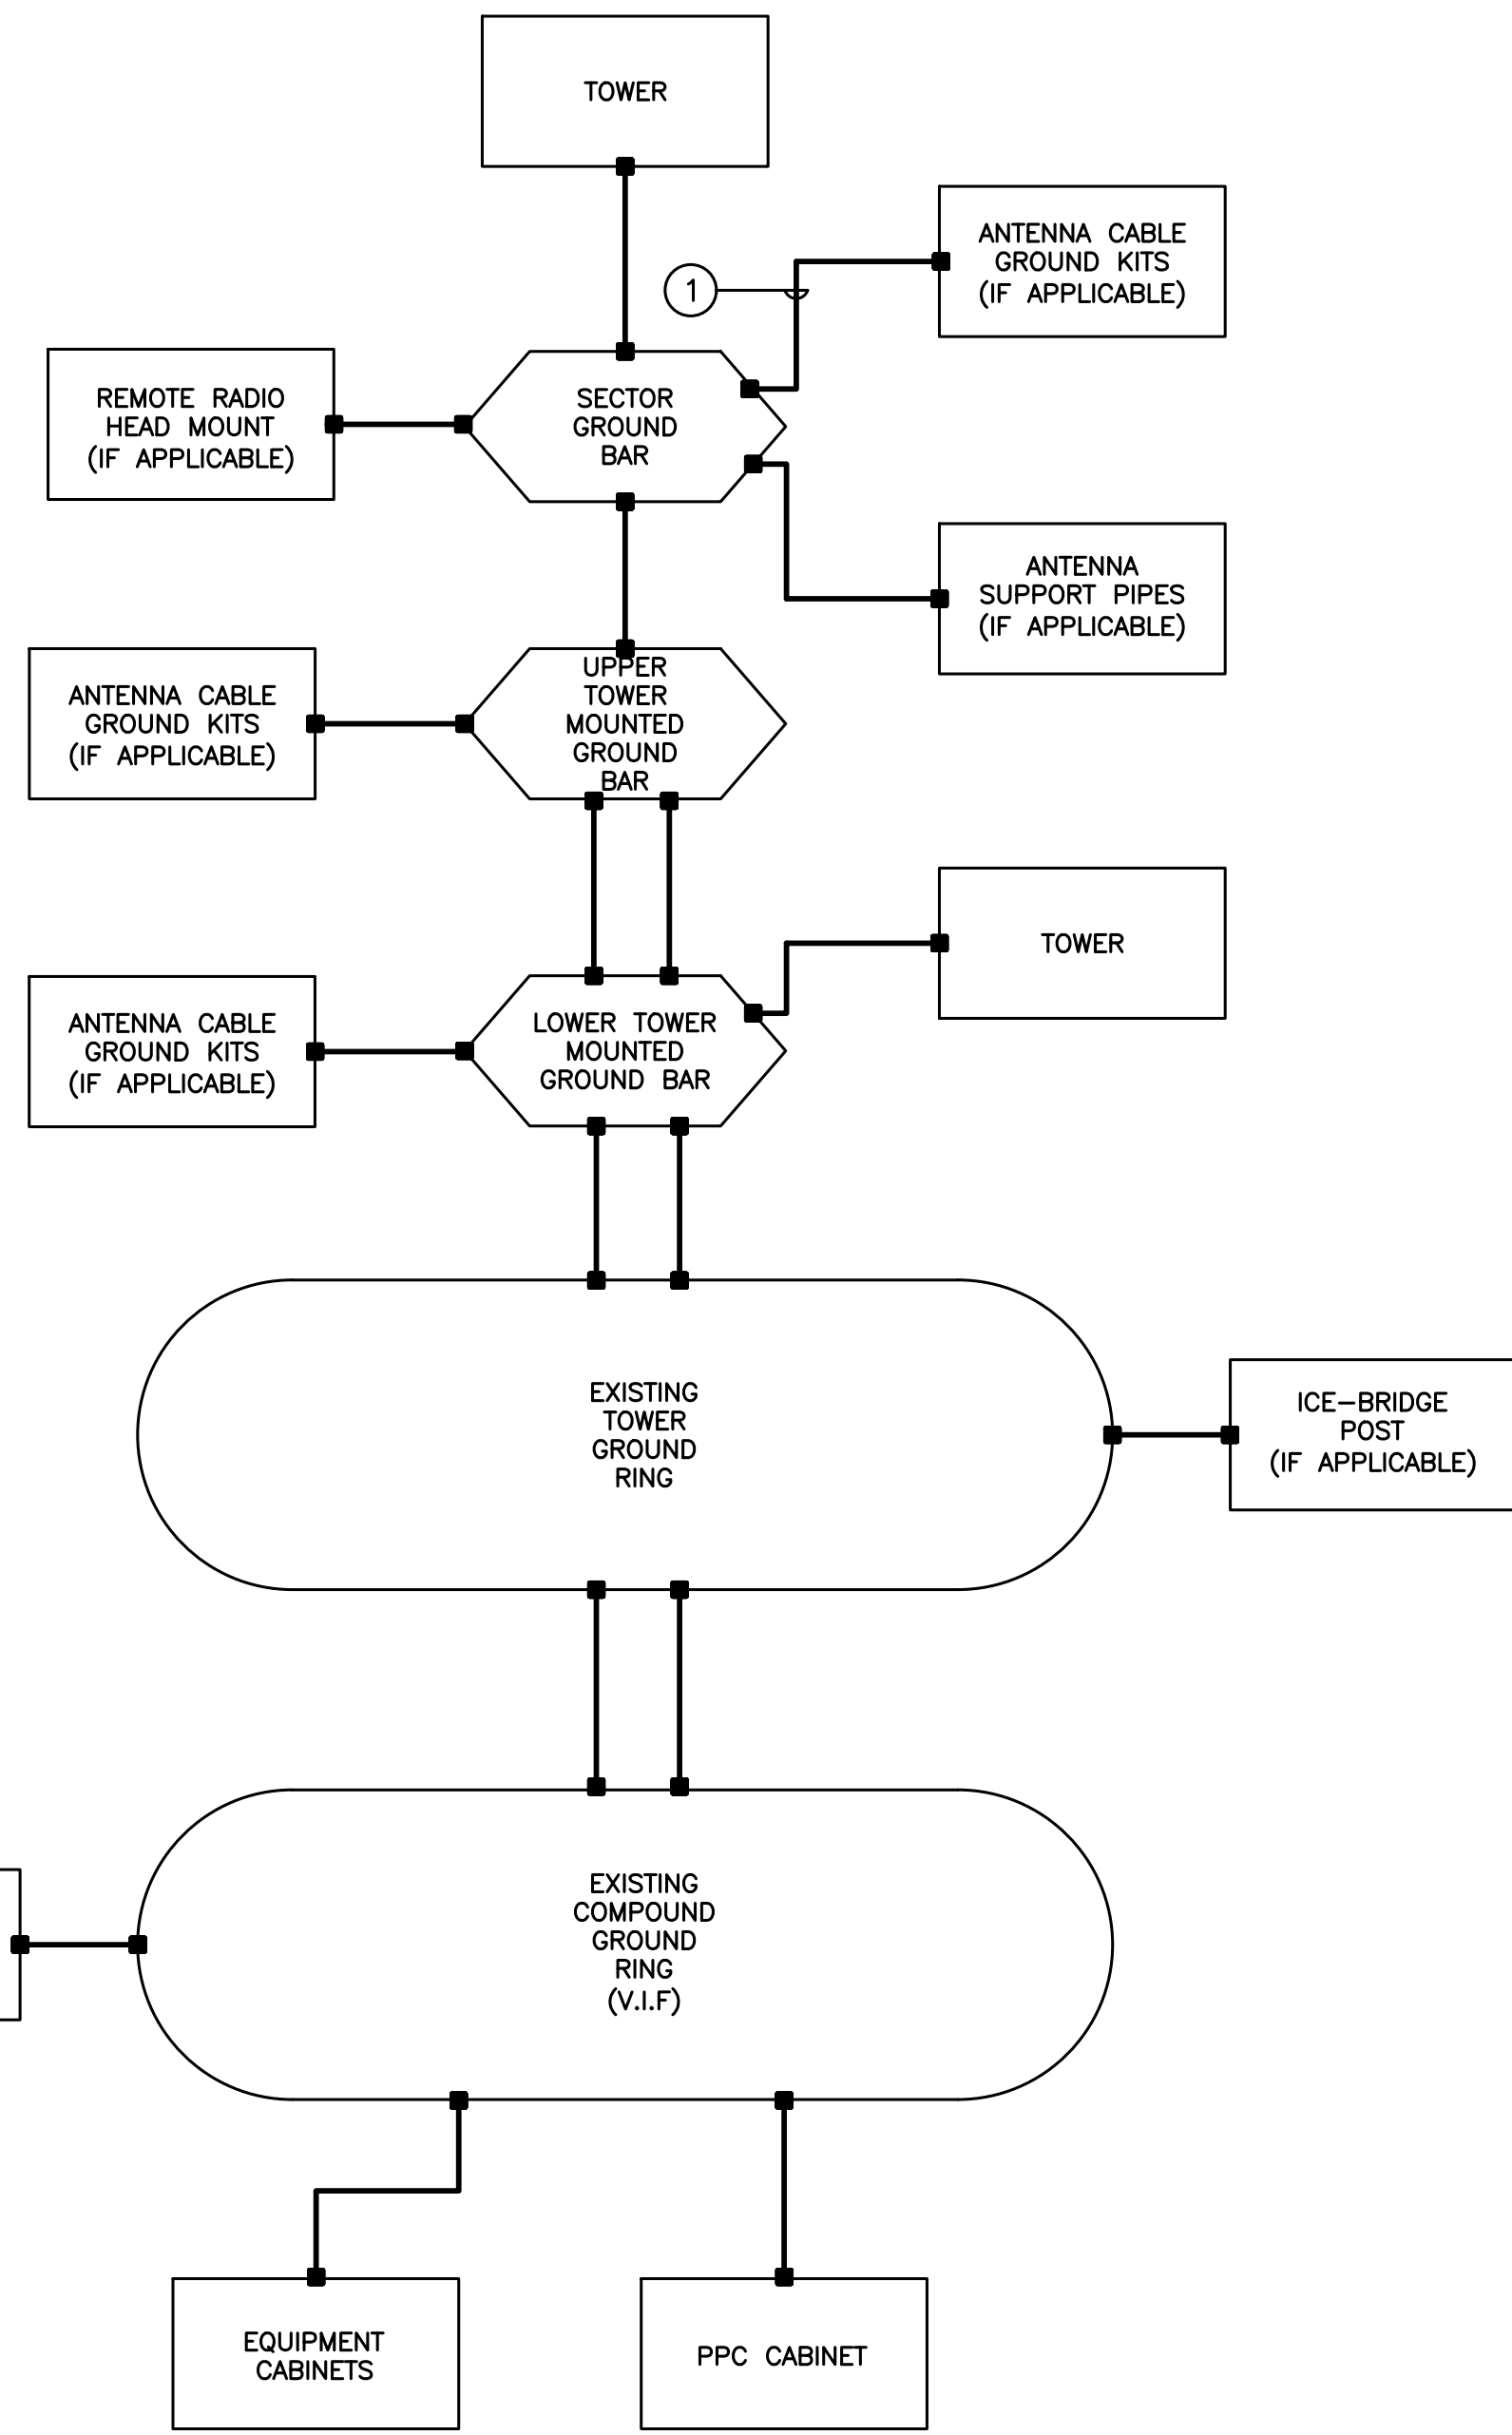 TOWER
ANTENNA CABLE
GROUND KITS
(IF APPLICABLE)
1
REMOTE RADIO
HEAD MOUNT
(IF APPLICABLE)
SECTOR
GROUND
BAR
ANTENNA
SUPPORT PIPES
(IF APPLICABLE)
ANTENNA CABLE
GROUND KITS
(IF APPLICABLE)
UPPER
TOWER
MOUNTED
GROUND
BAR
TOWER
ANTENNA CABLE
GROUND KITS
(IF APPLICABLE)
LOWER TOWER
MOUNTED
GROUND BAR
EXISTING
TOWER
GROUND
RING
ICE-BRIDGE
POST
(IF APPLICABLE)
EXISTING
COMPOUND
GROUND
RING
(V.I.F)
EQUIPMENT
CABINETS
PPC CABINET